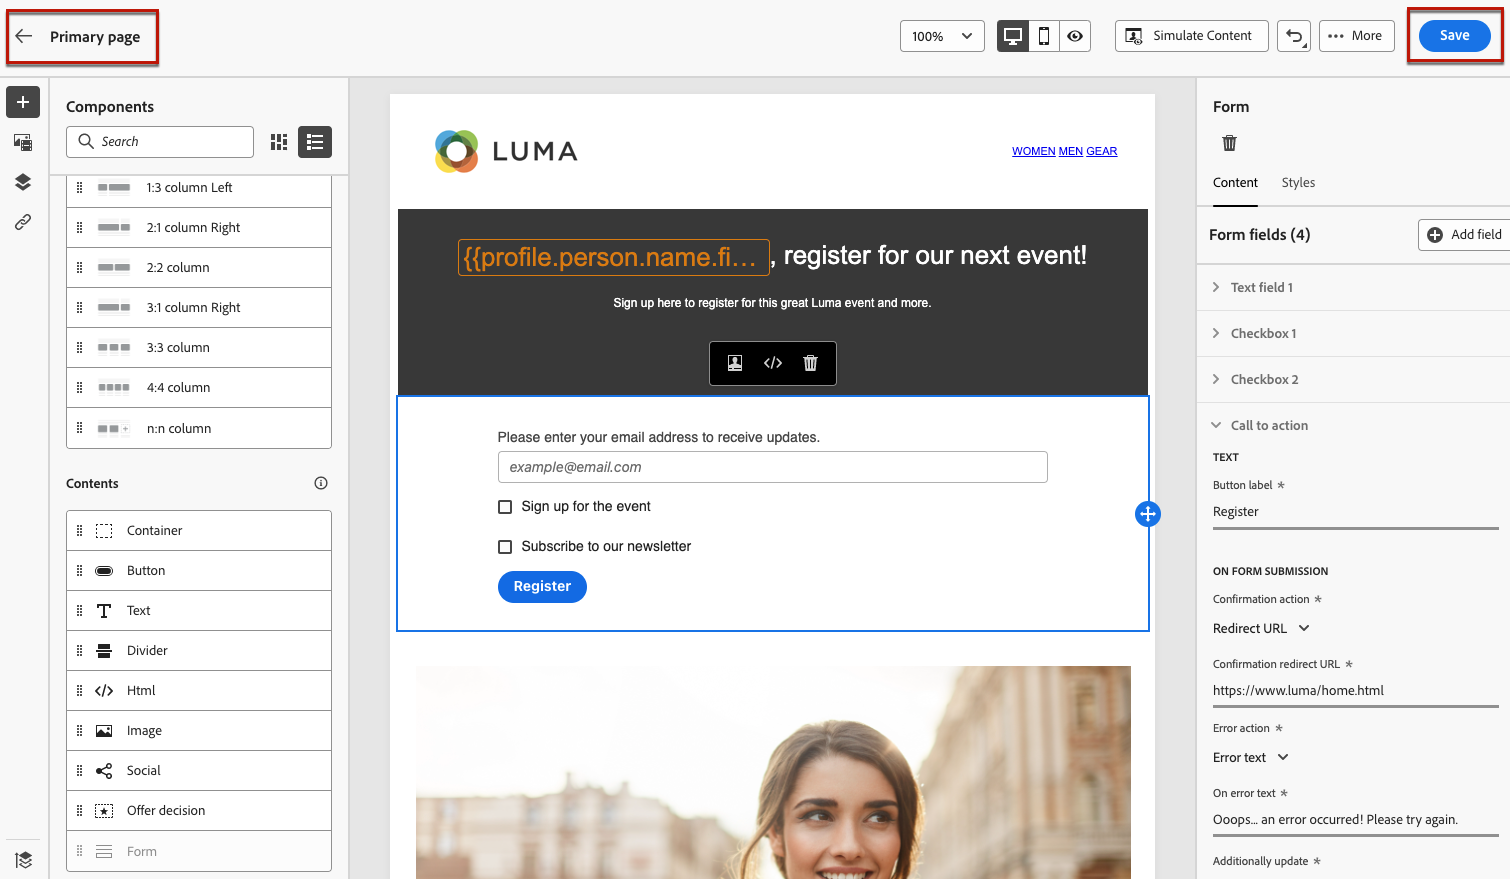 Primary page
100%
Simulate Content
More
Save
Components
Search
1:3 column Left
2:1 column Right
2:2 column
3:1 column Right
3:3 column
4:4 column
n:n column
Contents
Container
Button
Text
Divider
Html
Image
Social
Offer decision
Form
LUMA
WOMEN MEN GEAR
{{profile.person.name.fi... , register for our next event!
Sign up here to register for this great Luma event and more.
Please enter your email address to receive updates.
example@email.com
Sign up for the event
Subscribe to our newsletter
Register
Form
Content Styles
Form fields (4)
Add field
Text field 1
Checkbox 1
Checkbox 2
Call to action
TEXT
Button label *
Register
ON FORM SUBMISSION
Confirmation action *
Redirect URL
Confirmation redirect URL *
https://www.luma/home.html
Error action *
Error text
On error text *
Ooops... an error occurred! Please try again.
Additionally update *